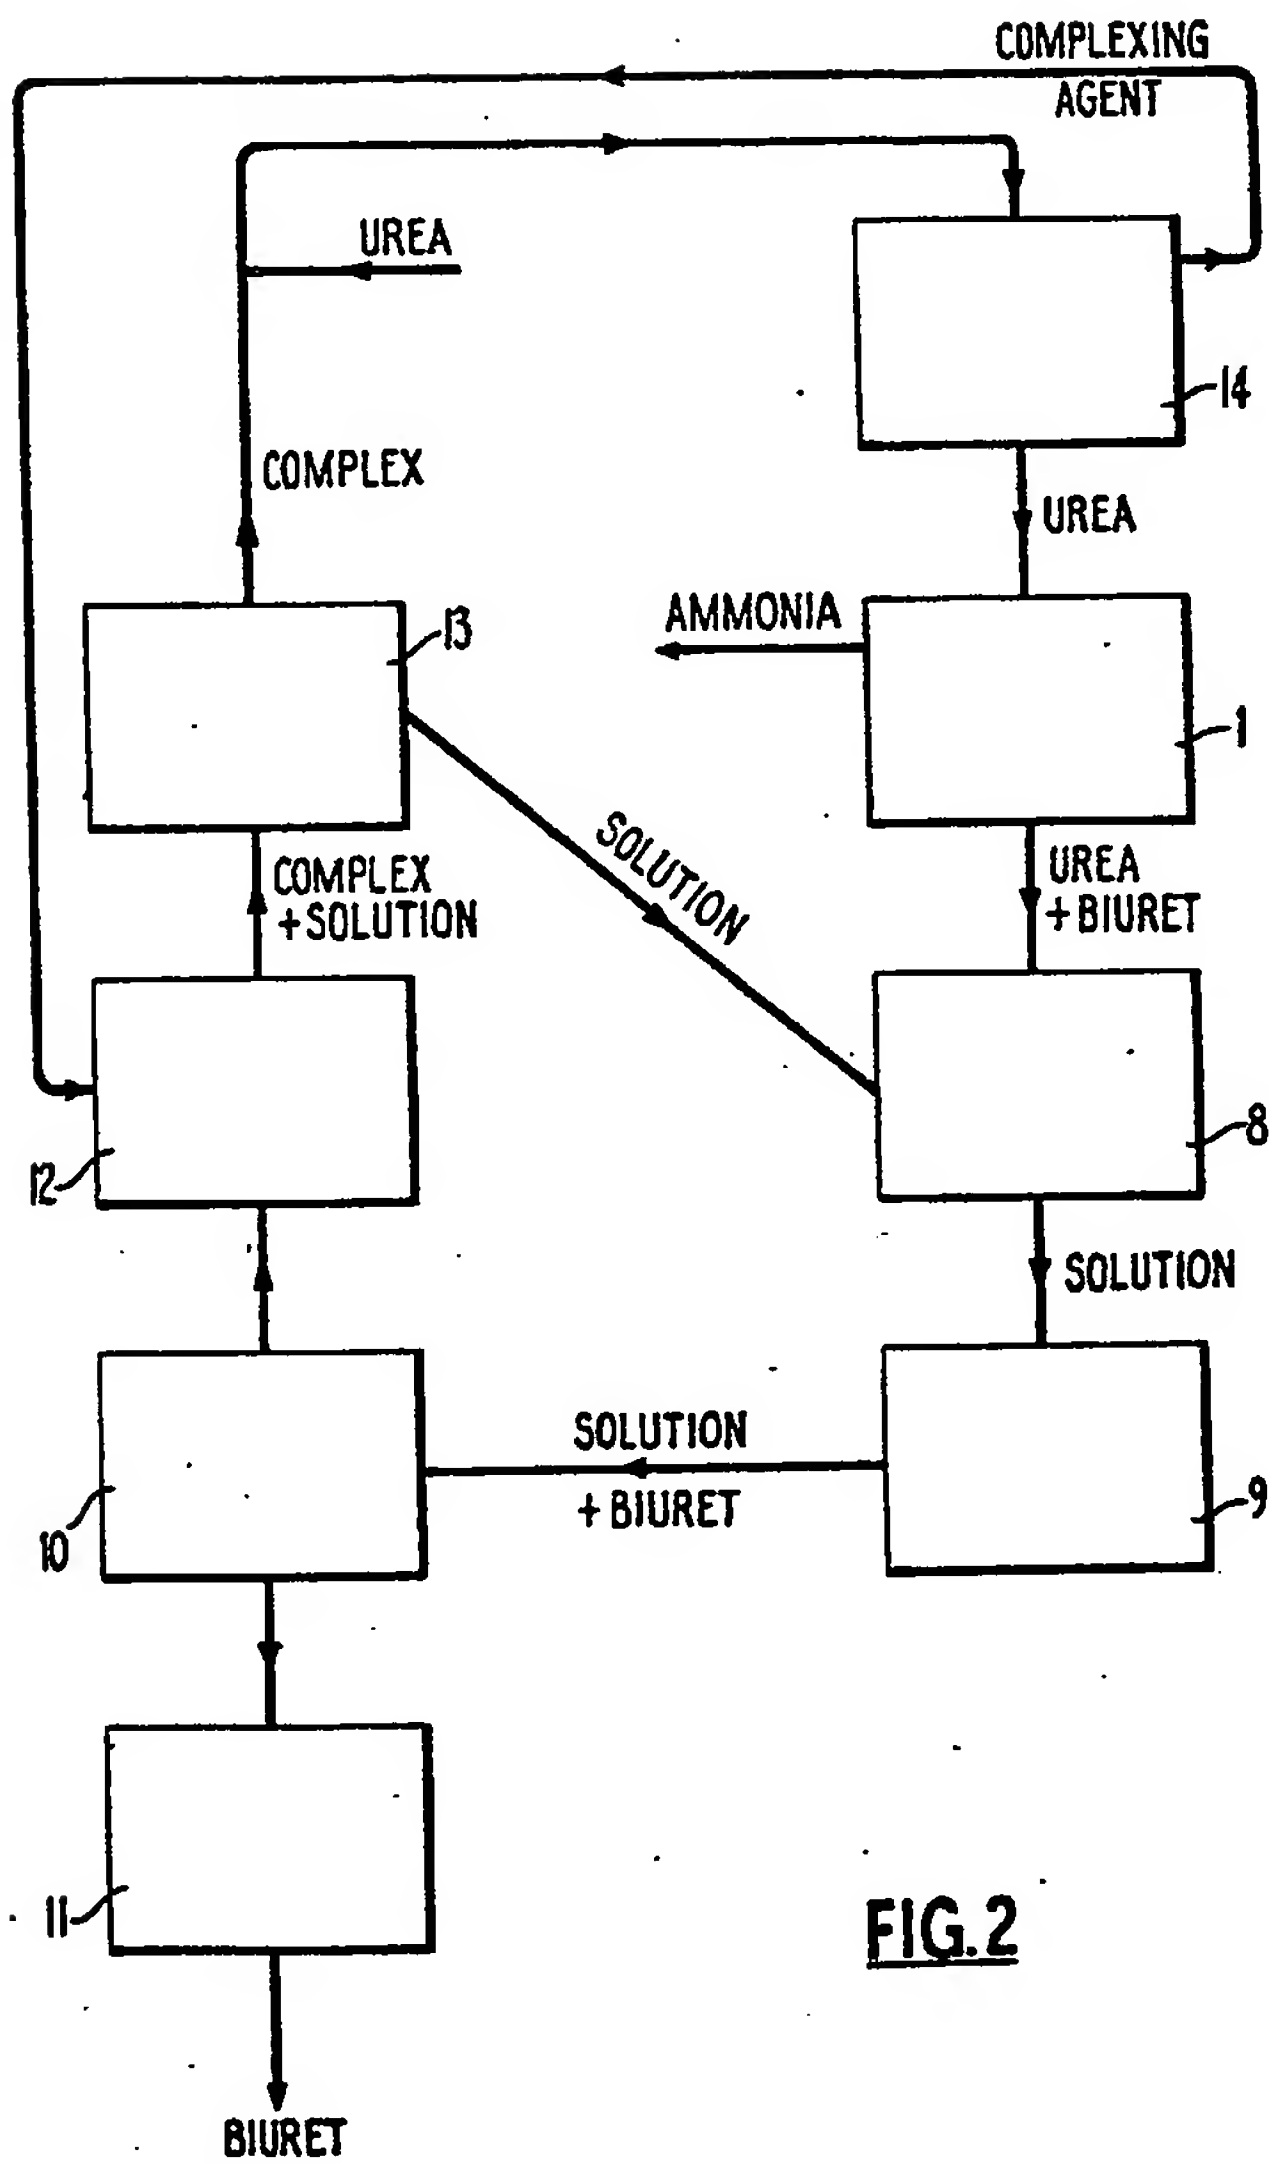 COMPLEXING
AGENT
UREA
14
COMPLEX
UREA
AMMONIA
13
1
SOLUTION
COMPLEX
+SOLUTION
UREA
+BIURET
8
12
SOLUTION
SOLUTION
+BIURET
9
10
11
FIG.2
BIURET